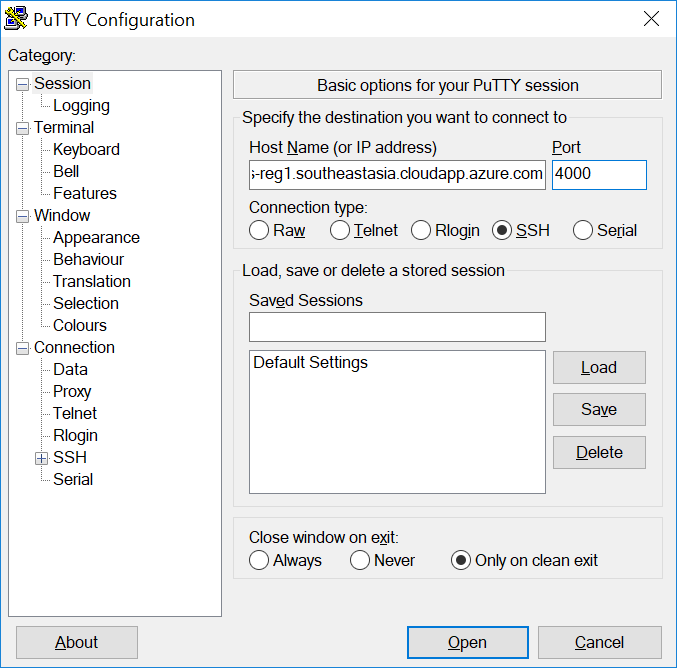 PuTTY Configuration
Category:
Session
Logging
Terminal
Keyboard
Bell
Features
Window
Appearance
Behaviour
Translation
Selection
Colours
Connection
Data
Proxy
Telnet
Rlogin
SSH
Serial
Basic options for your PuTTY session
Specify the destination you want to connect to
Host Name (or IP address) Port
s-reg1.southeastasia.cloudapp.azure.com 4000
Connection type:
Raw Telnet Rlogin SSH Serial
Load, save or delete a stored session
Saved Sessions
Default Settings
Load
Save
Delete
Close window on exit:
Always Never Only on clean exit
About Open Cancel